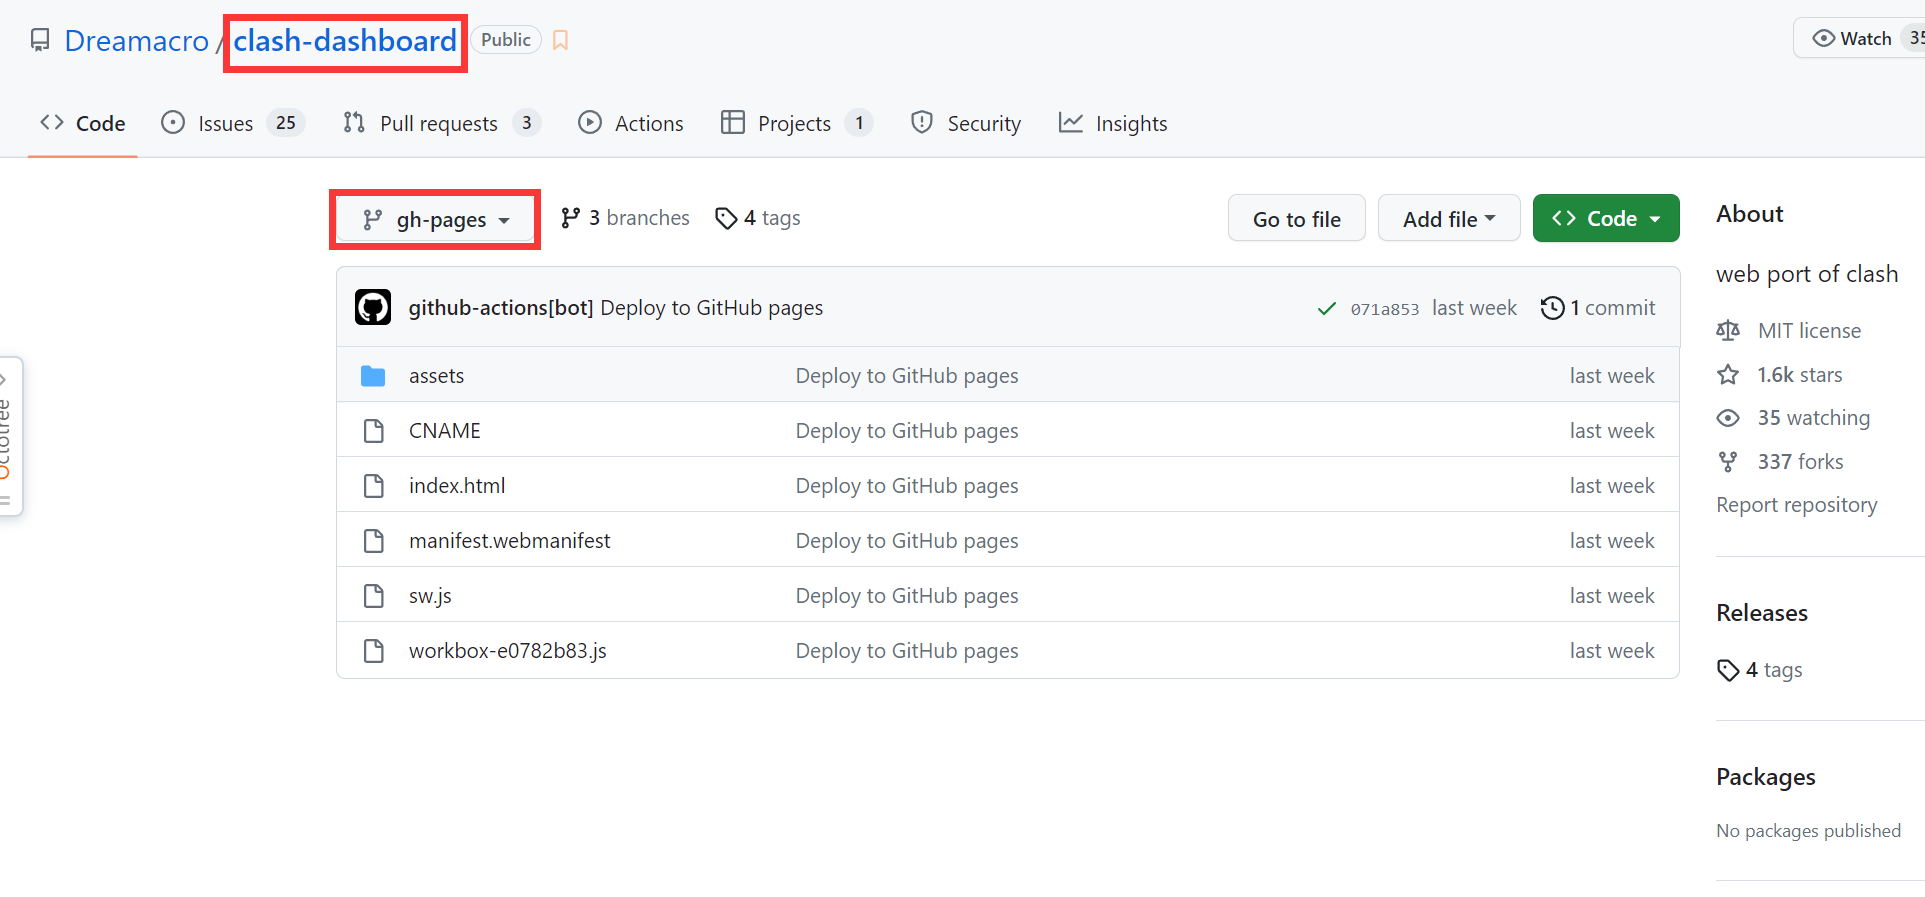 Dreamacro / clash-dashboard Public Watch 35
Code Issues 25 Pull requests 3 Actions Projects 1 Security Insights
gh-pages 3 branches 4 tags Go to file Add file Code
github-actions[bot] Deploy to GitHub pages 071a853 last week 1 commit
assets Deploy to GitHub pages last week
CNAME Deploy to GitHub pages last week
index.html Deploy to GitHub pages last week
manifest.webmanifest Deploy to GitHub pages last week
sw.js Deploy to GitHub pages last week
workbox-e0782b83.js Deploy to GitHub pages last week
Octotree
About
web port of clash
MIT license
1.6k stars
35 watching
337 forks
Report repository
Releases
4 tags
Packages
No packages published